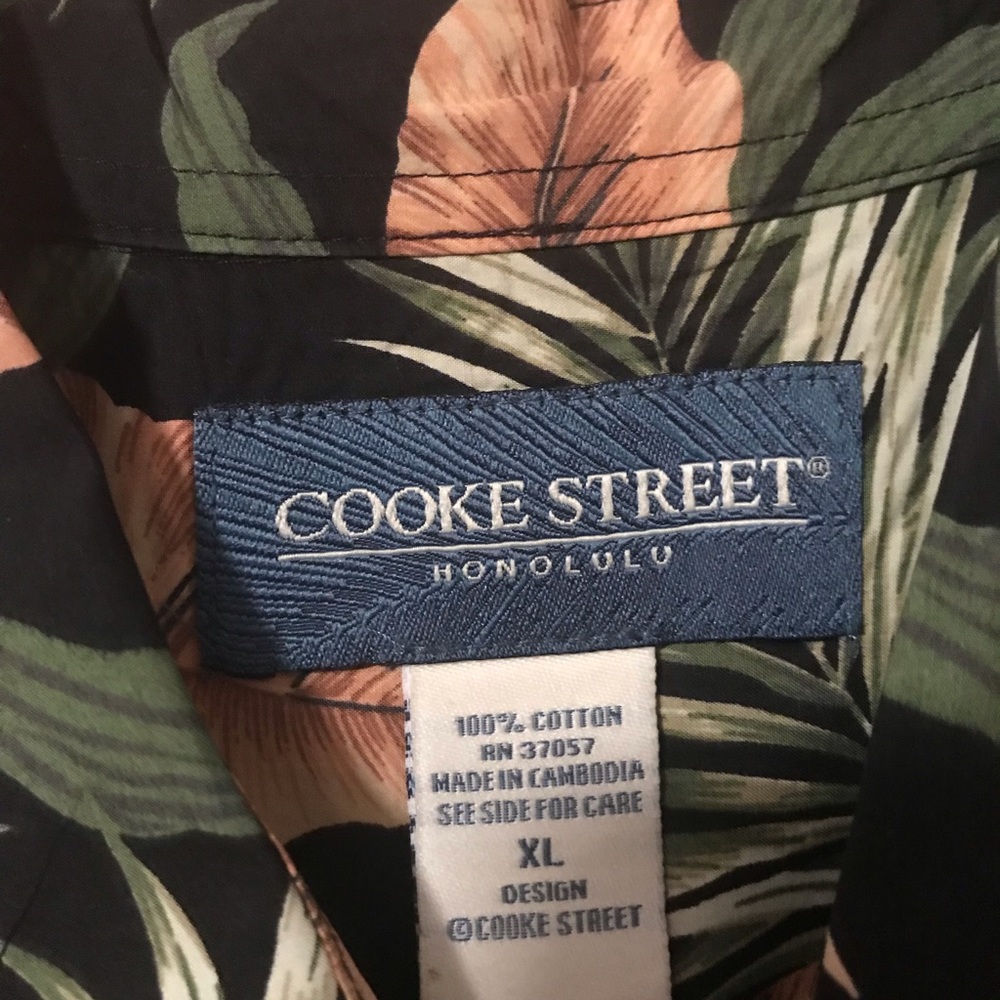 COOKE STREET®
HONOLULU
100% COTTON
RN 37057
MADE IN CAMBODIA
SEE SIDE FOR CARE
XL
DESIGN
©COOKE STREET